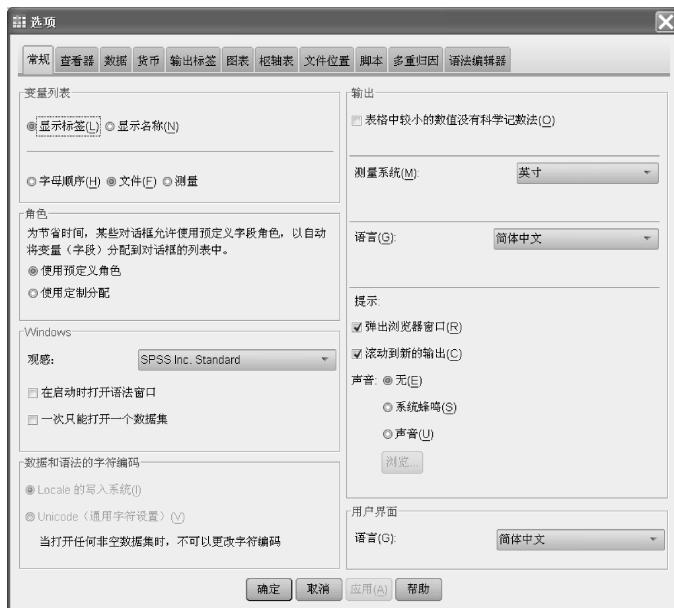 选项
常规 查看器 数据 货币 输出标签 图表 枢轴表 文件位置 脚本 多重归因 语法编辑器
变量列表
显示标签(L) 显示名称(N)
字母顺序(H) 文件(F) 测量
角色
为节省时间，某些对话框允许使用预定义字段角色，以自动
将变量（字段）分配到对话框的列表中。
使用预定义角色
使用定制分配
Windows
观感: SPSS Inc. Standard
在启动时打开语法窗口
一次只能打开一个数据集
数据和语法的字符编码
Locale 的写入系统(I)
Unicode（通用字符设置）(V)
当打开任何非空数据集时，不可以更改字符编码
输出
表格中较小的数值没有科学记数法(O)
测量系统(M): 英寸
语言(G): 简体中文
提示:
弹出浏览器窗口(R)
滚动到新的输出(C)
声音: 无(E)
系统蜂鸣(S)
声音(U)
浏览...
用户界面
语言(G): 简体中文
确定 取消 应用(A) 帮助